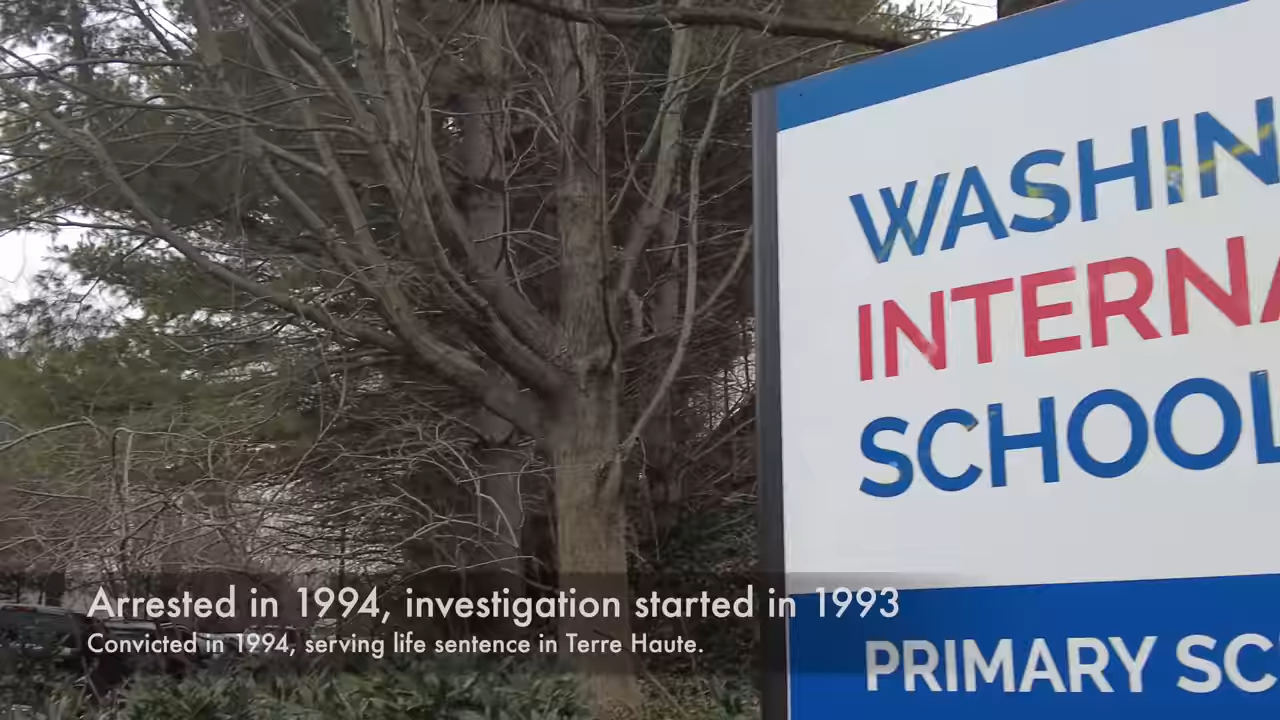 WASHIN
INTERNA
SCHOOL
Arrested in 1994, investigation started in 1993
Convicted in 1994, serving life sentence in Terre Haute.
PRIMARY SC